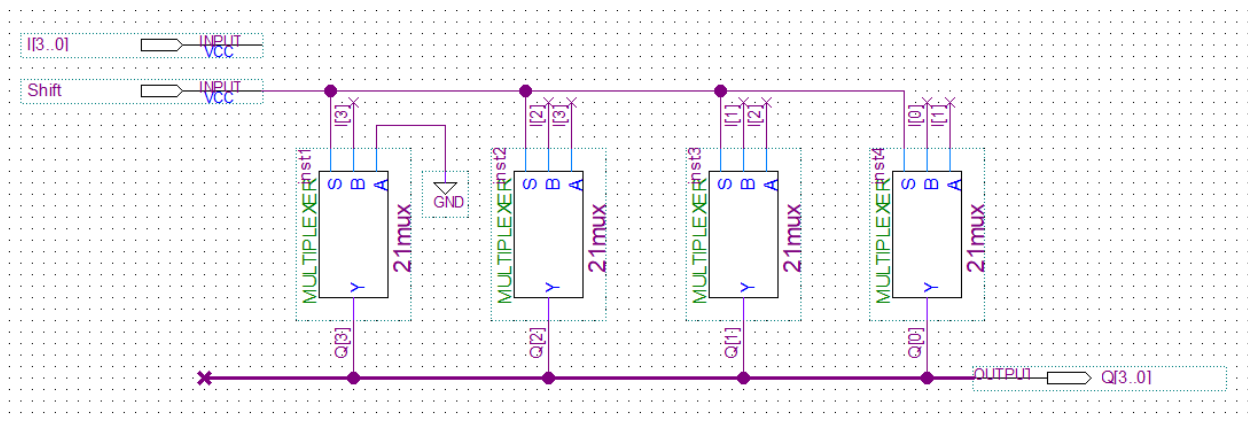 I[3..0]
INPUT
VCC
Shift
INPUT
VCC
I[3]
I[2]
I[3]
I[1]
I[2]
I[0]
I[1]
inst1
S
B
A
MULTIPLEXER
21mux
Y
GND
inst2
S
B
A
MULTIPLEXER
21mux
Y
inst3
S
B
A
MULTIPLEXER
21mux
Y
inst4
S
B
A
MULTIPLEXER
21mux
Y
Q[3]
Q[2]
Q[1]
Q[0]
OUTPUT
Q[3..0]